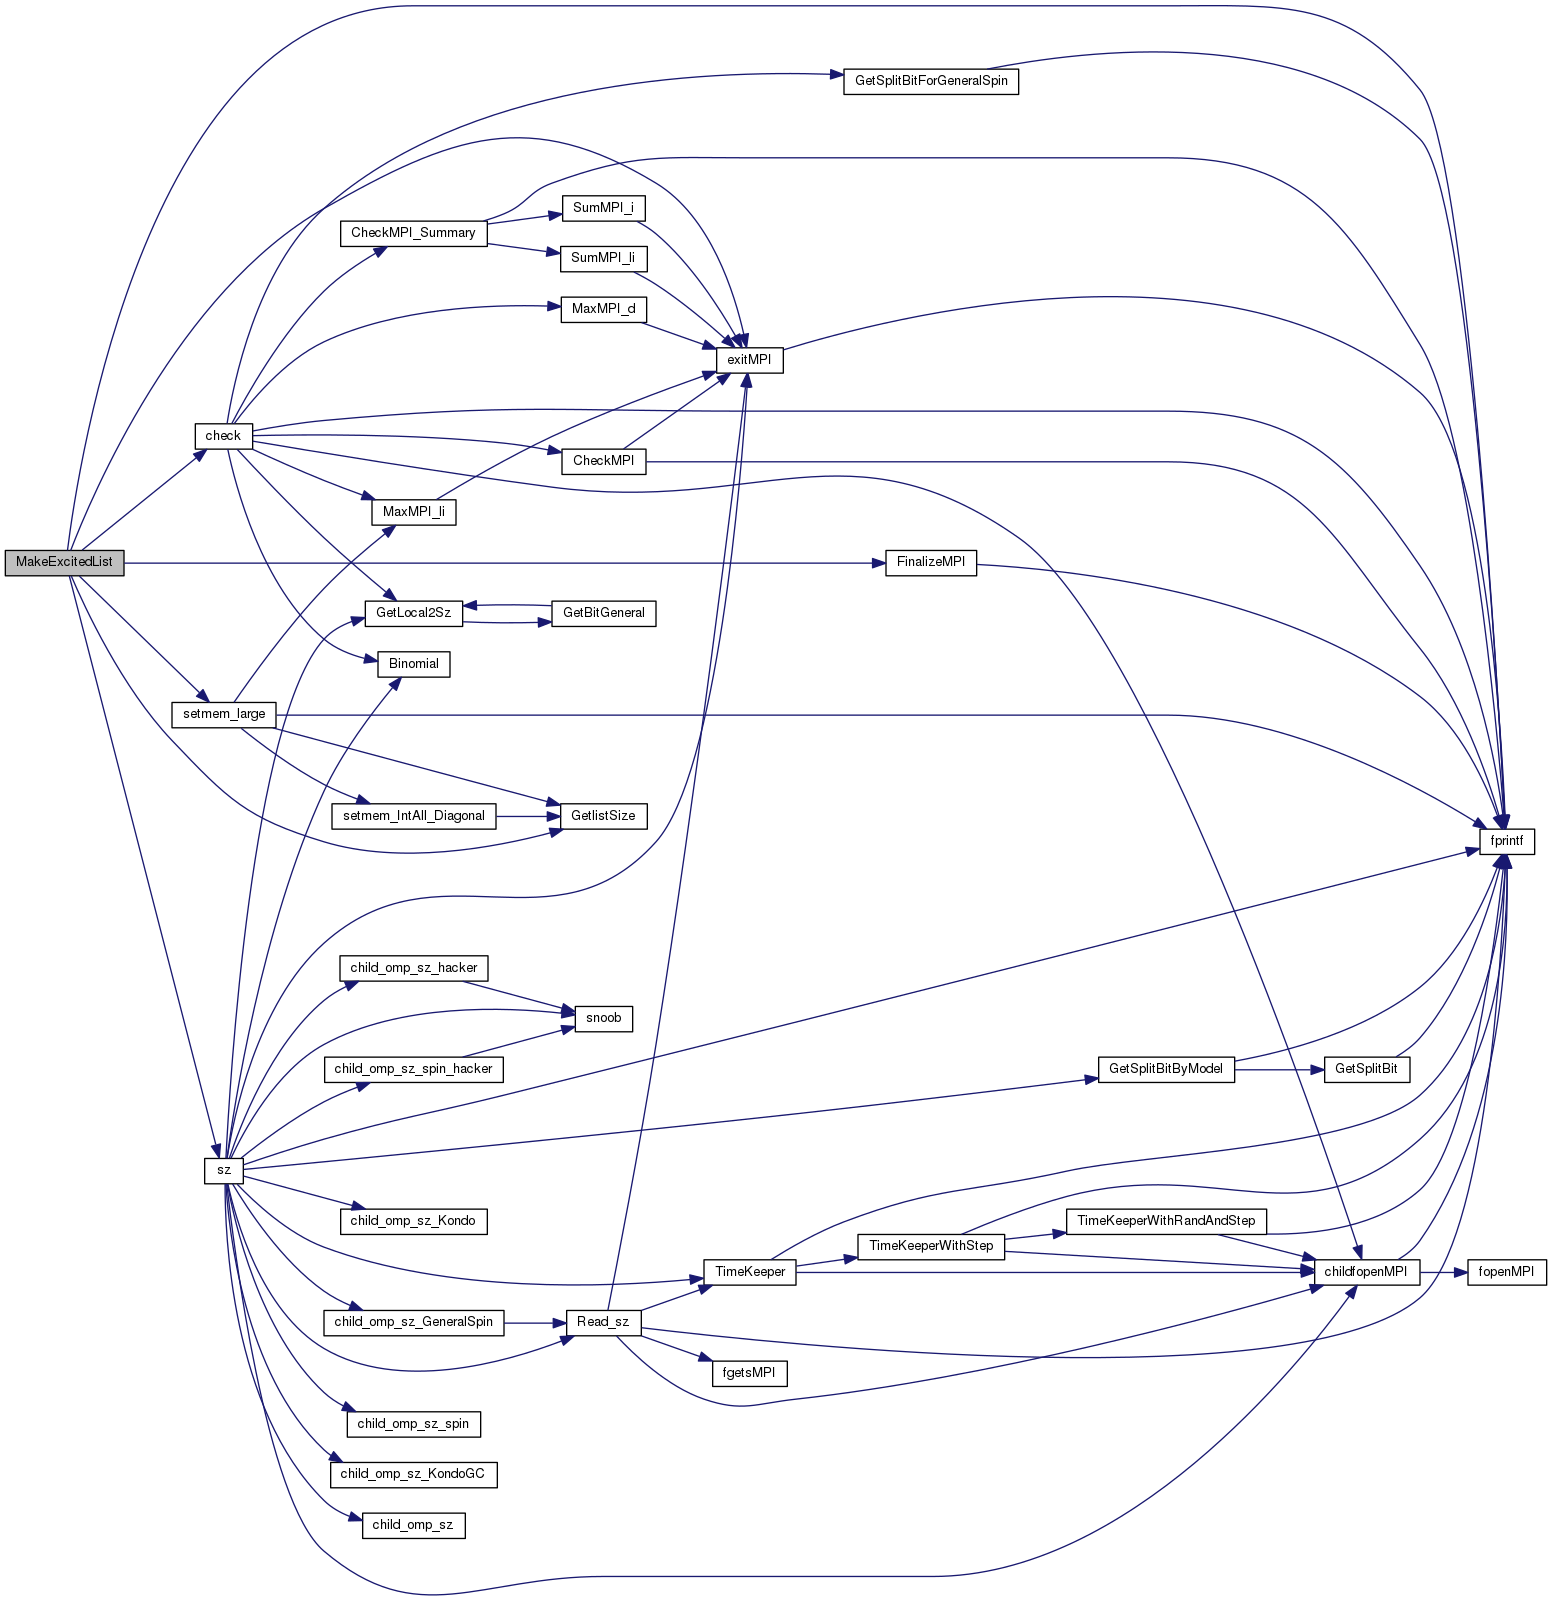 GetSplitBitForGeneralSpin
SumMPI_i
CheckMPI_Summary
SumMPI_li
MaxMPI_d
exitMPI
check
CheckMPI
MaxMPI_li
MakeExcitedList
FinalizeMPI
GetLocal2Sz
GetBitGeneral
Binomial
setmem_large
setmem_IntAll_Diagonal
GetlistSize
fprintf
child_omp_sz_hacker
snoob
child_omp_sz_spin_hacker
GetSplitBitByModel
GetSplitBit
sz
child_omp_sz_Kondo
TimeKeeperWithRandAndStep
TimeKeeperWithStep
TimeKeeper
childfopenMPI
fopenMPI
child_omp_sz_GeneralSpin
Read_sz
fgetsMPI
child_omp_sz_spin
child_omp_sz_KondoGC
child_omp_sz